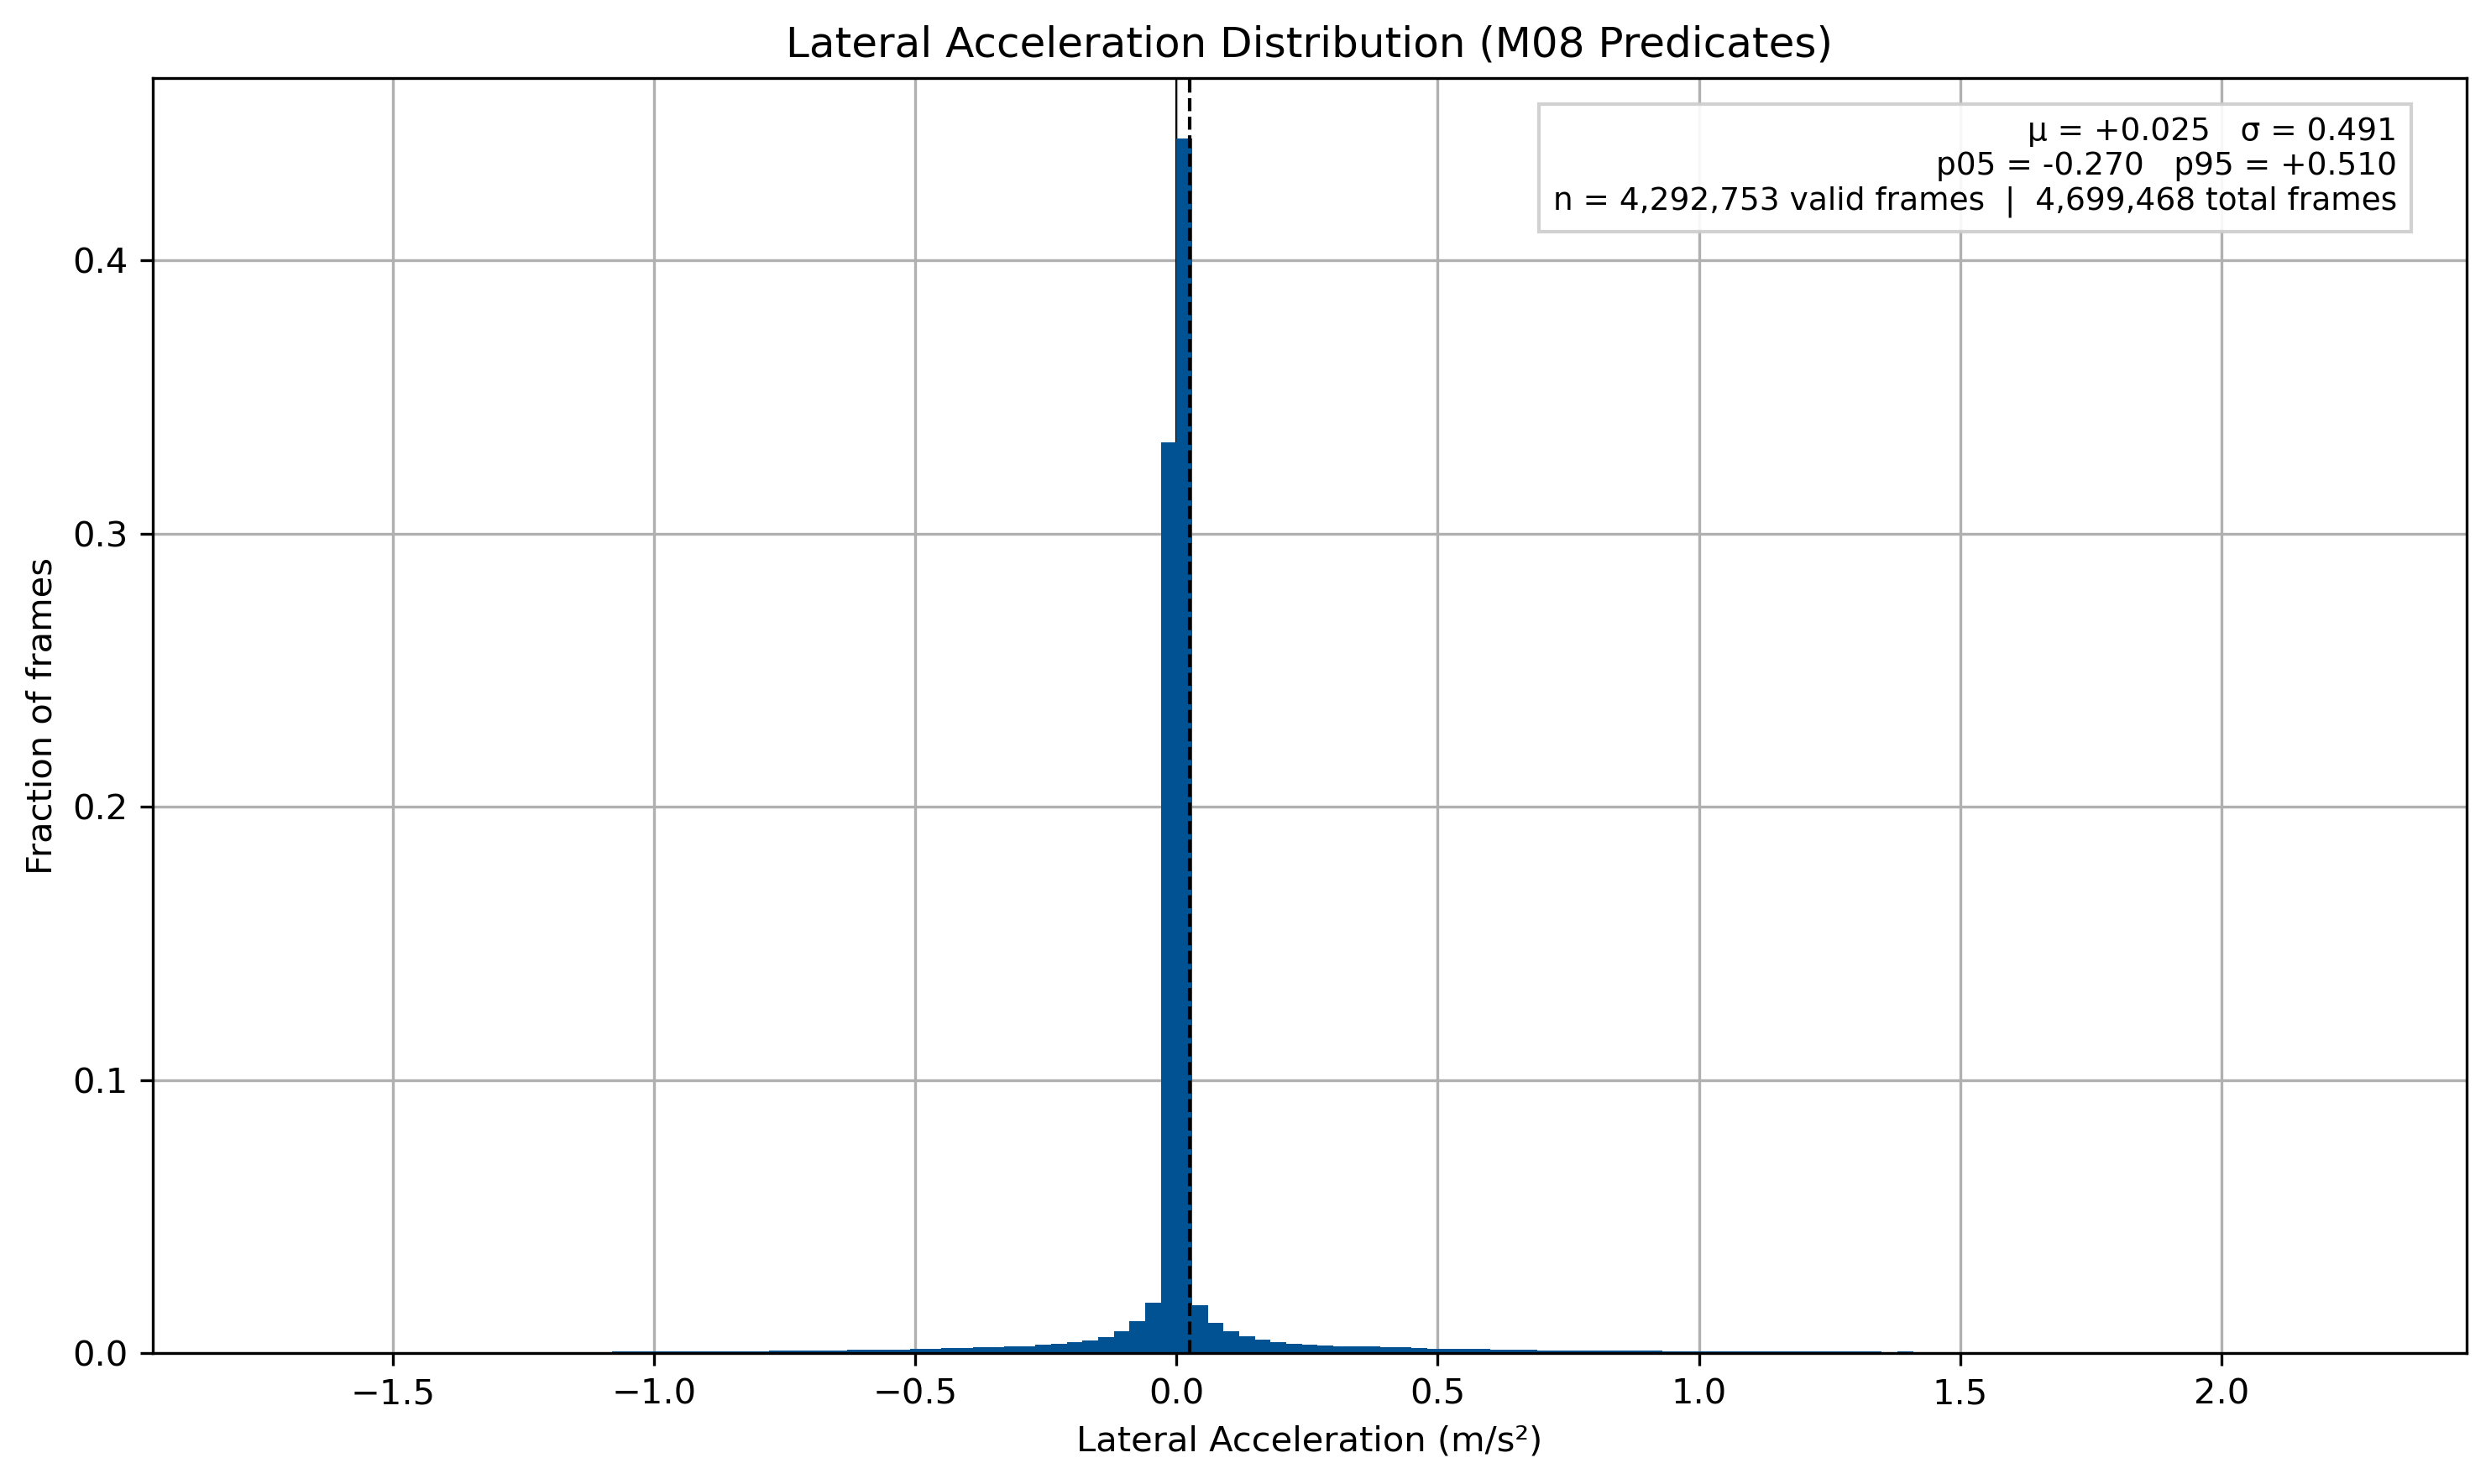 Lateral Acceleration Distribution (M08 Predicates)
μ = +0.025   σ = 0.491
p05 = -0.270   p95 = +0.510
n = 4,292,753 valid frames  |  4,699,468 total frames
Fraction of frames
0.4
0.3
0.2
0.1
0.0
−1.5 −1.0 −0.5 0.0 0.5 1.0 1.5 2.0
Lateral Acceleration (m/s²)